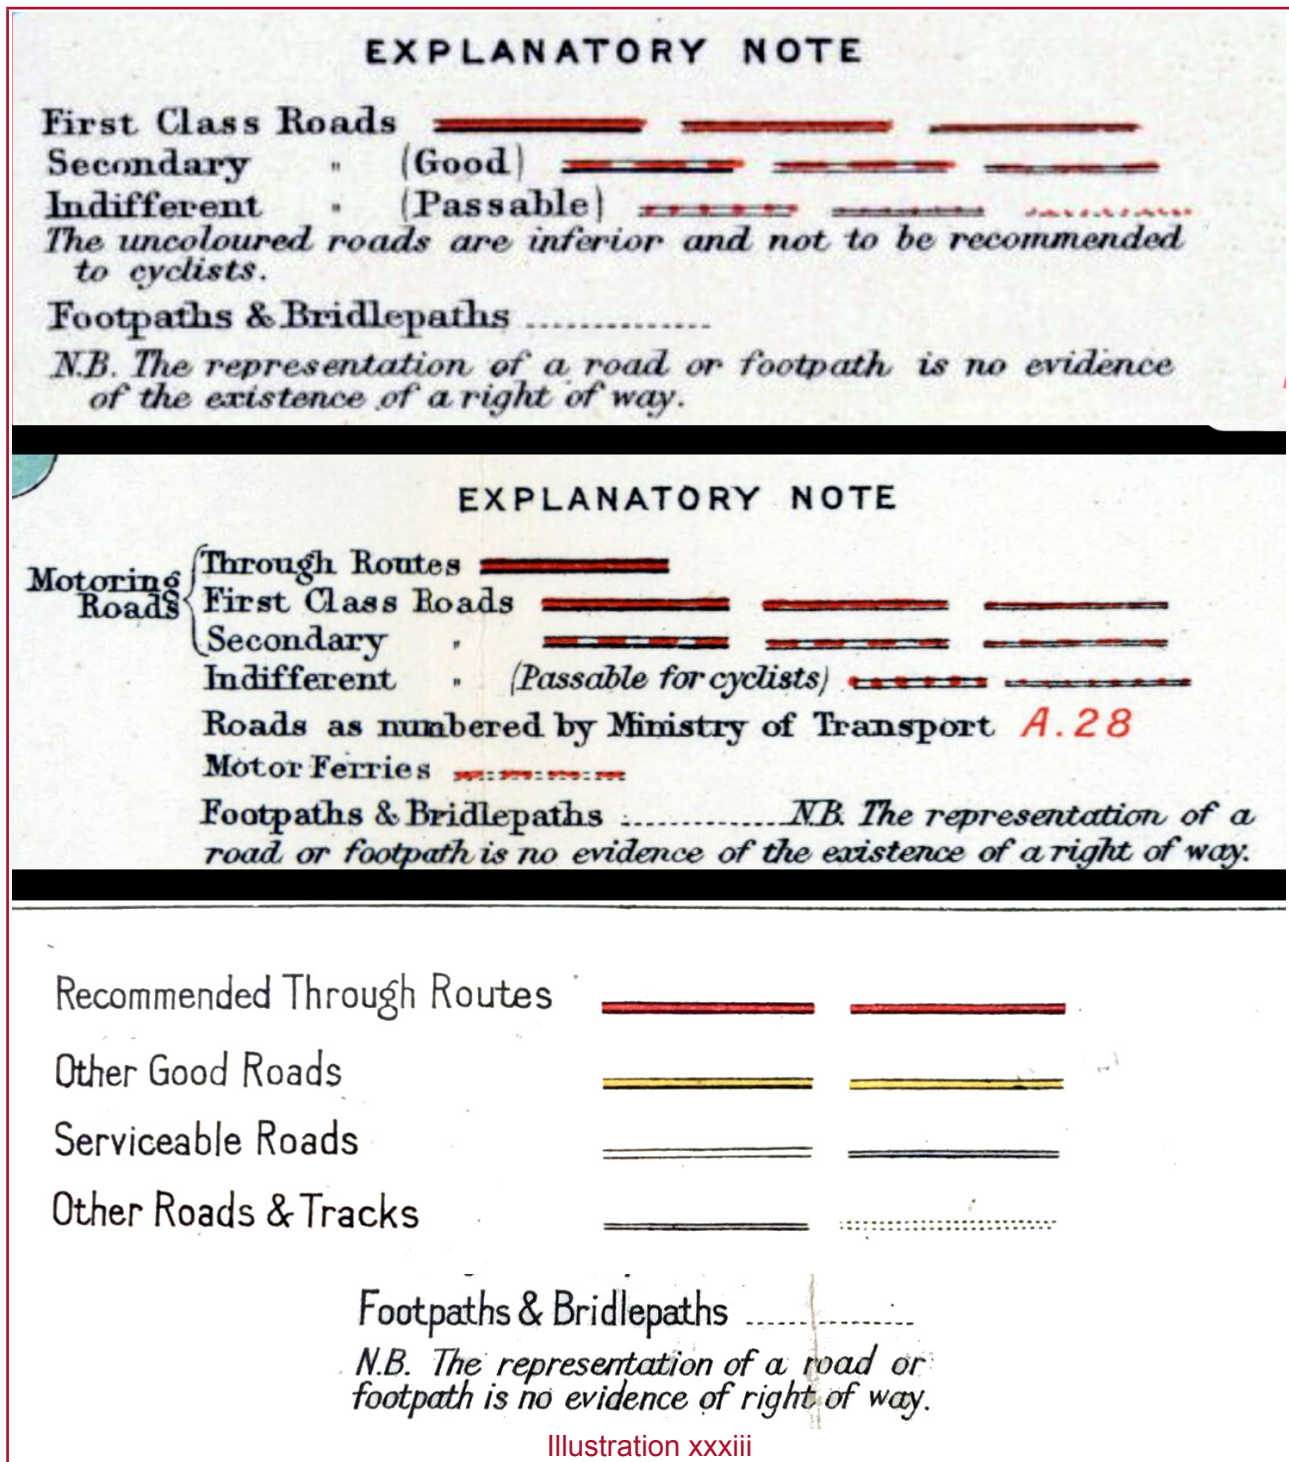 EXPLANATORY NOTE
First Class Roads
Secondary " (Good)
Indifferent " (Passable)
The uncoloured roads are inferior and not to be recommended
to cyclists.
Footpaths & Bridlepaths ..............
N.B. The representation of a road or footpath is no evidence
of the existence of a right of way.
EXPLANATORY NOTE
Motoring Roads
Through Routes
First Class Roads
Secondary "
Indifferent " (Passable for cyclists)
Roads as numbered by Ministry of Transport A.28
Motor Ferries
Footpaths & Bridlepaths .............. N.B. The representation of a
road or footpath is no evidence of the existence of a right of way.
Recommended Through Routes
Other Good Roads
Serviceable Roads
Other Roads & Tracks
Footpaths & Bridlepaths ..............
N.B. The representation of a road or
footpath is no evidence of right of way.
Illustration xxxiii